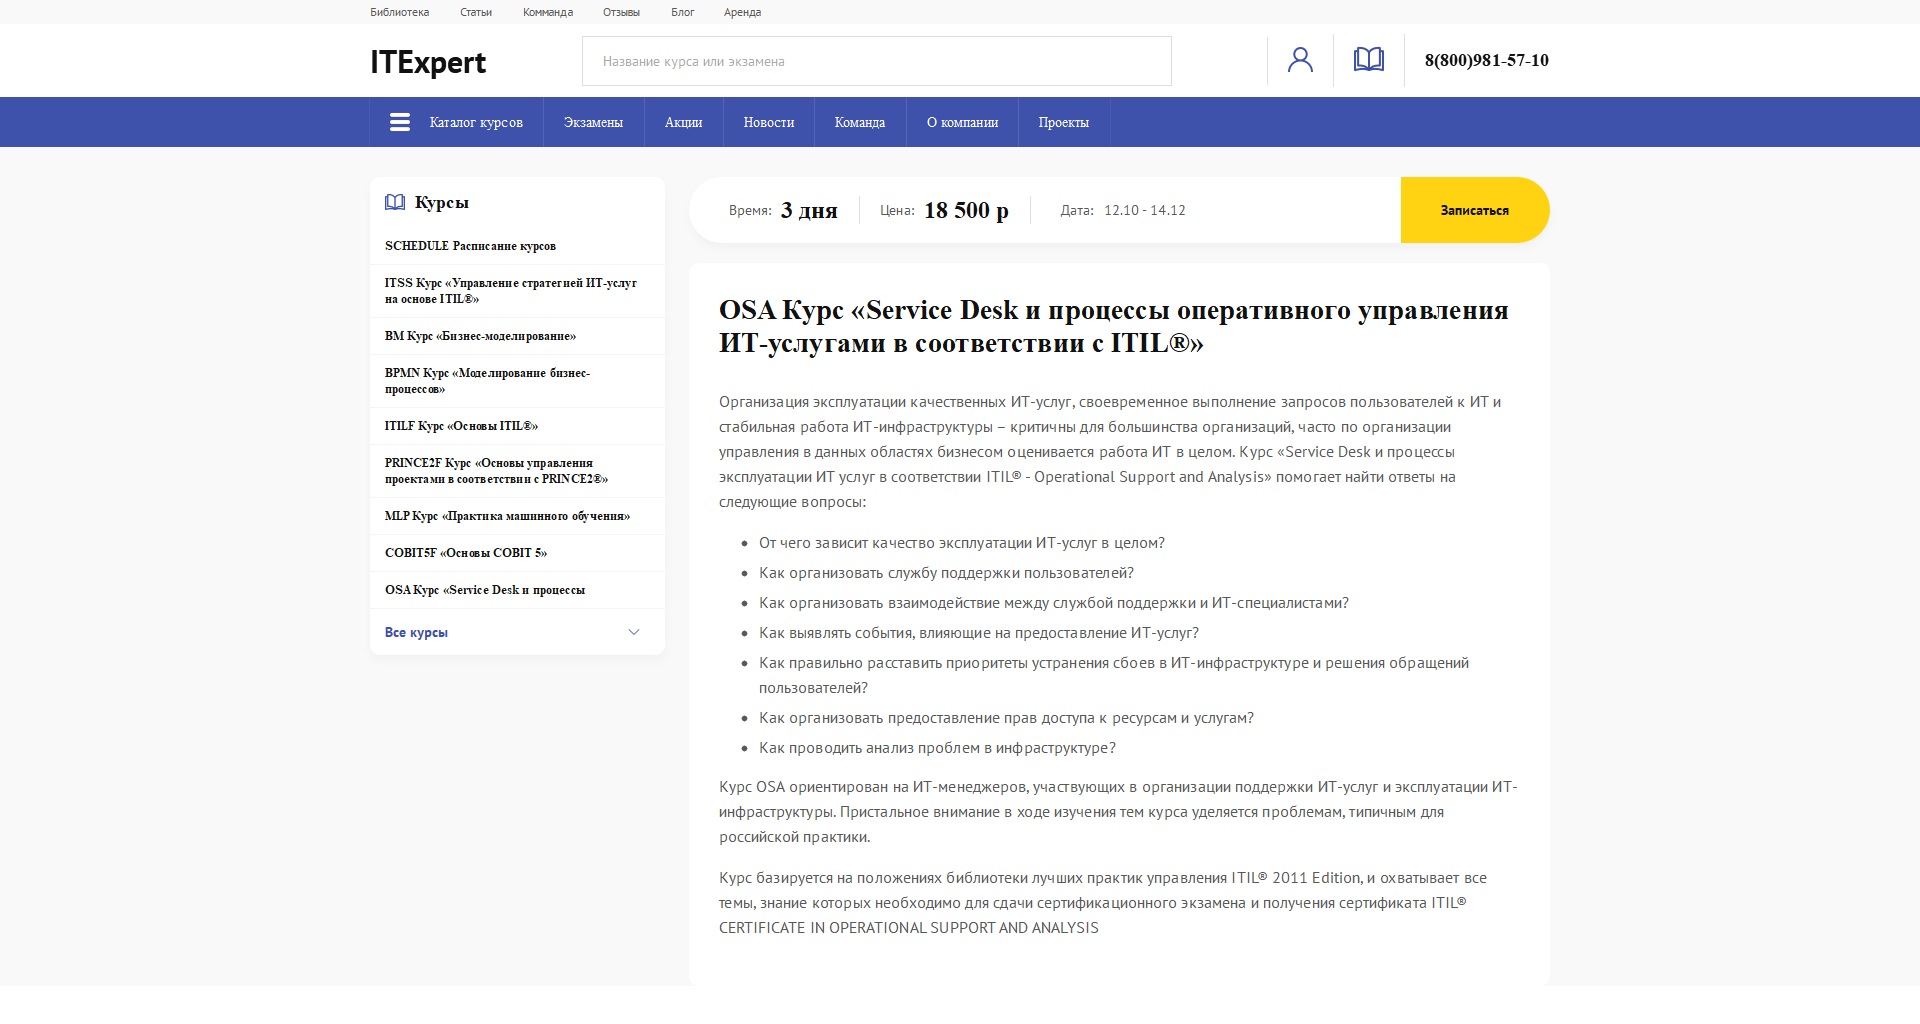 Библиотека Статьи Комманда Отзывы Блог Аренда
ITExpert
Название курса или экзамена
8(800)981-57-10
Каталог курсов Экзамены Акции Новости Команда О компании Проекты
Курсы
SCHEDULE Расписание курсов
ITSS Курс «Управление стратегией ИТ-услуг
на основе ITIL®»
BM Курс «Бизнес-моделирование»
BPMN Курс «Моделирование бизнес-
процессов»
ITILF Курс «Основы ITIL®»
PRINCE2F Курс «Основы управления
проектами в соответствии с PRINCE2®»
MLP Курс «Практика машинного обучения»
COBIT5F «Основы COBIT 5»
OSA Курс «Service Desk и процессы
Все курсы
Время: 3 дня Цена: 18 500 р Дата: 12.10 - 14.12
Записаться
OSA Курс «Service Desk и процессы оперативного управления
ИТ-услугами в соответствии с ITIL®»
Организация эксплуатации качественных ИТ-услуг, своевременное выполнение запросов пользователей к ИТ и
стабильная работа ИТ-инфраструктуры – критичны для большинства организаций, часто по организации
управления в данных областях бизнесом оценивается работа ИТ в целом. Курс «Service Desk и процессы
эксплуатации ИТ услуг в соответствии ITIL® - Operational Support and Analysis» помогает найти ответы на
следующие вопросы:
• От чего зависит качество эксплуатации ИТ-услуг в целом?
• Как организовать службу поддержки пользователей?
• Как организовать взаимодействие между службой поддержки и ИТ-специалистами?
• Как выявлять события, влияющие на предоставление ИТ-услуг?
• Как правильно расставить приоритеты устранения сбоев в ИТ-инфраструктуре и решения обращений
пользователей?
• Как организовать предоставление прав доступа к ресурсам и услугам?
• Как проводить анализ проблем в инфраструктуре?
Курс OSA ориентирован на ИТ-менеджеров, участвующих в организации поддержки ИТ-услуг и эксплуатации ИТ-
инфраструктуры. Пристальное внимание в ходе изучения тем курса уделяется проблемам, типичным для
российской практики.
Курс базируется на положениях библиотеки лучших практик управления ITIL® 2011 Edition, и охватывает все
темы, знание которых необходимо для сдачи сертификационного экзамена и получения сертификата ITIL®
CERTIFICATE IN OPERATIONAL SUPPORT AND ANALYSIS